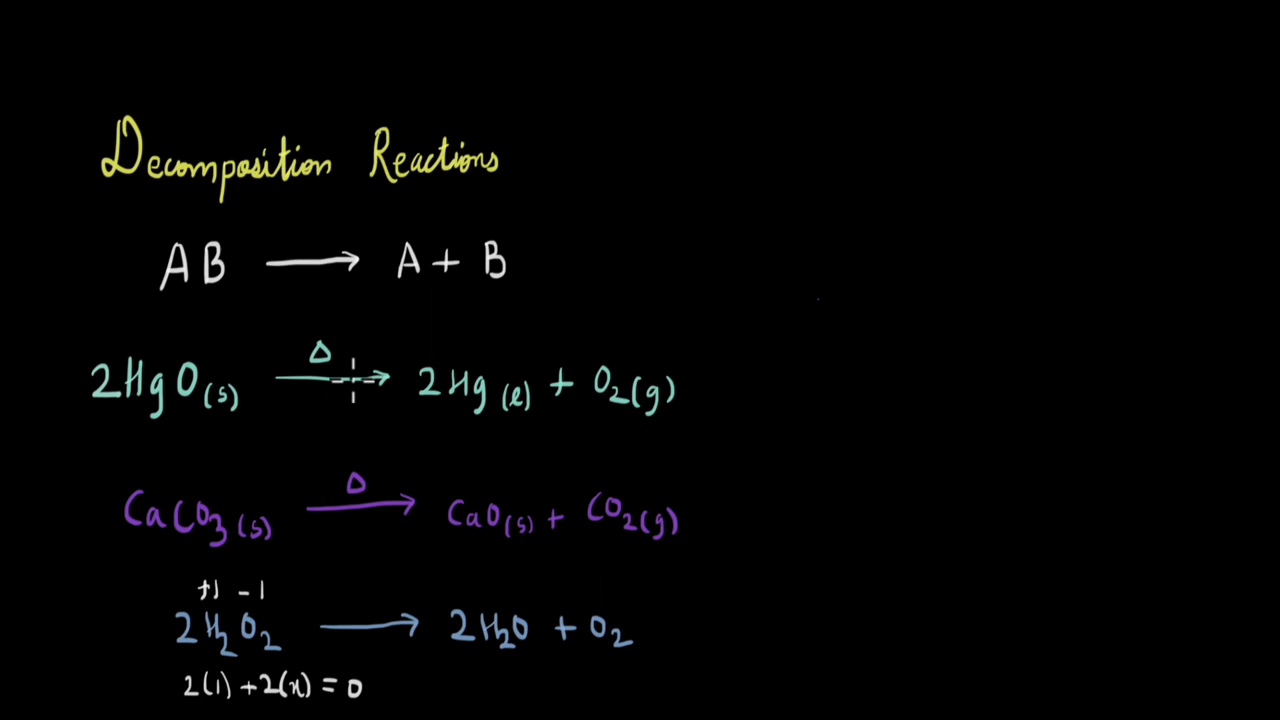 Decomposition Reactions
AB ⟶ A + B
Δ
2HgO(s) ⟶ 2Hg(l) + O₂(g)
Δ
CaCO₃(s) ⟶ CaO(s) + CO₂(g)
+1 -1
2H₂O₂ ⟶ 2H₂O + O₂
2(1) + 2(x) = 0